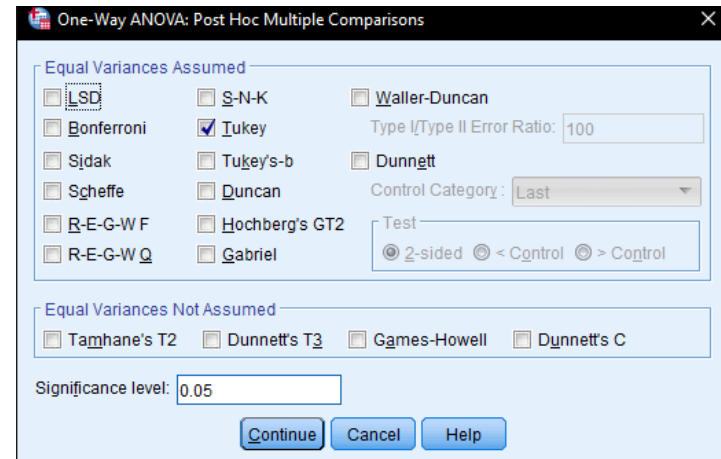 One-Way ANOVA: Post Hoc Multiple Comparisons
Equal Variances Assumed
LSD S-N-K Waller-Duncan
Bonferroni Tukey Type I/Type II Error Ratio: 100
Sidak Tukey's-b Dunnett
Scheffe Duncan Control Category: Last
R-E-G-W F Hochberg's GT2 Test
R-E-G-W Q Gabriel 2-sided < Control > Control
Equal Variances Not Assumed
Tamhane's T2 Dunnett's T3 Games-Howell Dunnett's C
Significance level: 0.05
Continue Cancel Help